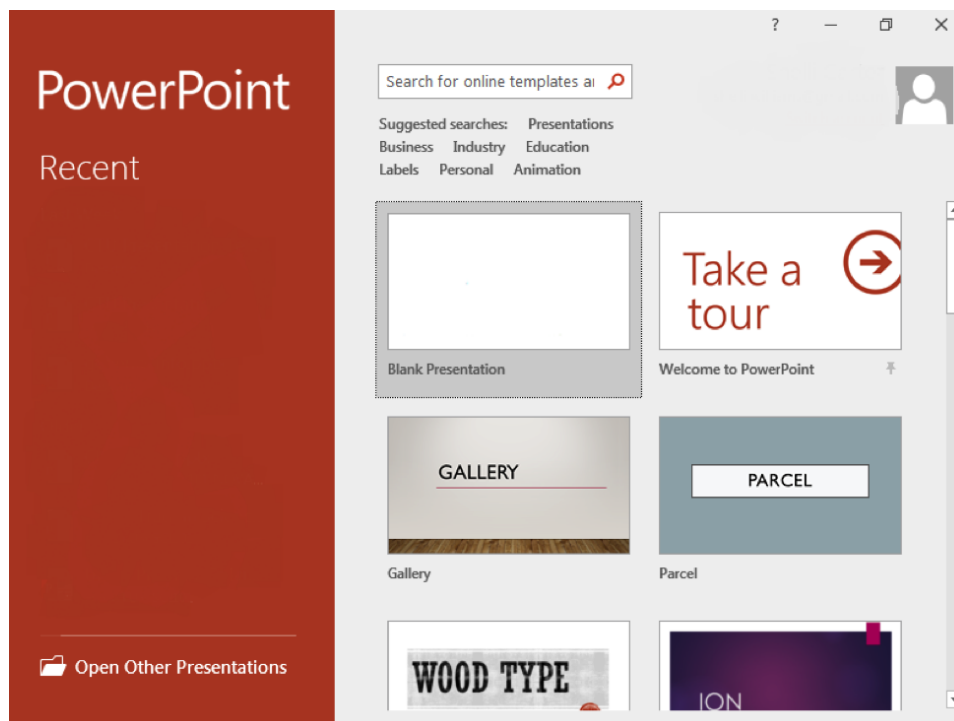 ?
PowerPoint
Recent
Open Other Presentations
Search for online templates a
Suggested searches: Presentations
Business Industry Education
Labels Personal Animation
Blank Presentation
Take a
tour
Welcome to PowerPoint
GALLERY
Gallery
PARCEL
Parcel
WOOD TYPE
ION